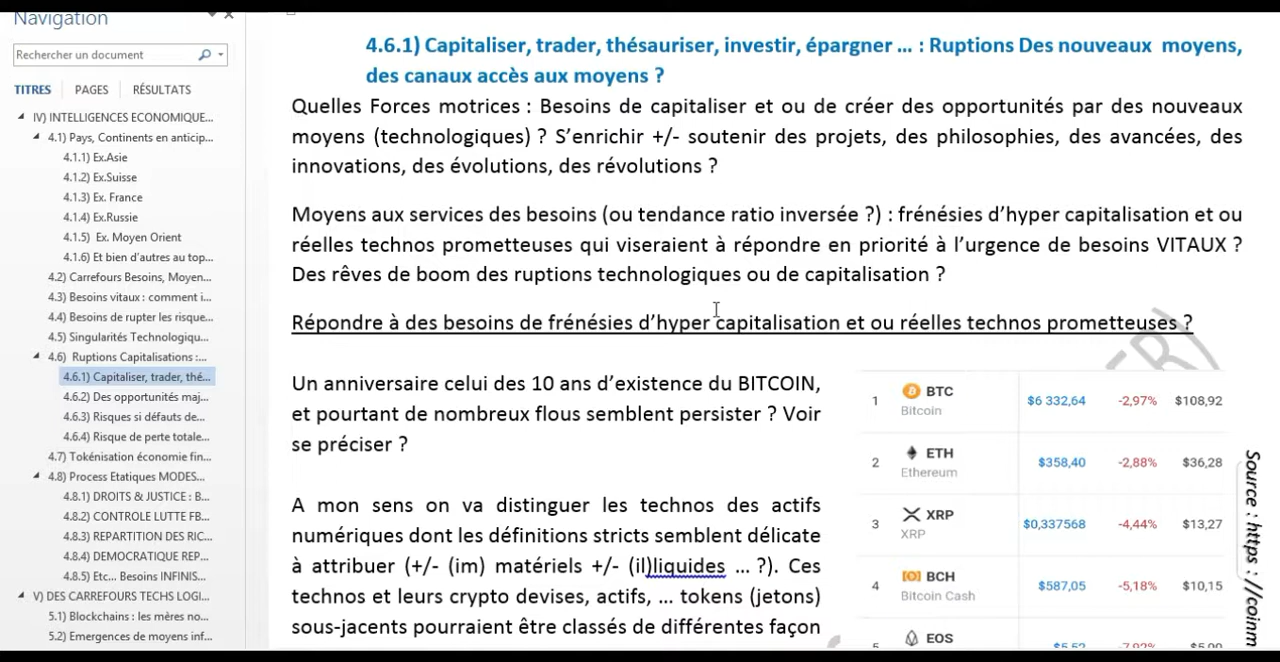 Navigation
Rechercher un document
TITRES PAGES RÉSULTATS
IV) INTELLIGENCES ECONOMIQUE...
4.1) Pays, Continents en anticip...
4.1.1) Ex.Asie
4.1.2) Ex.Suisse
4.1.3) Ex. France
4.1.4) Ex.Russie
4.1.5) Ex. Moyen Orient
4.1.6) Et bien d'autres au top...
4.2) Carrefours Besoins, Moyen...
4.3) Besoins vitaux : comment i...
4.4) Besoins de rupter les risque...
4.5) Singularités Technologiqu...
4.6) Ruptions Capitalisations :...
4.6.1) Capitaliser, trader, thé...
4.6.2) Des opportunités maj...
4.6.3) Risques si défauts de...
4.6.4) Risque de perte totale...
4.7) Tokénisation économie fin...
4.8) Process Etatiques MODES...
4.8.1) DROITS & JUSTICE : B...
4.8.2) CONTROLE LUTTE FB...
4.8.3) REPARTITION DES RIC...
4.8.4) DEMOCRATIQUE REP...
4.8.5) Etc... Besoins INFINIS...
V) DES CARREFOURS TECHS LOGI...
5.1) Blockchains : les mères no...
5.2) Emergences de moyens inf...
4.6.1) Capitaliser, trader, thésauriser, investir, épargner ... : Ruptions Des nouveaux moyens,
des canaux accès aux moyens ?
Quelles Forces motrices : Besoins de capitaliser et ou de créer des opportunités par des nouveaux
moyens (technologiques) ? S'enrichir +/- soutenir des projets, des philosophies, des avancées, des
innovations, des évolutions, des révolutions ?
Moyens aux services des besoins (ou tendance ratio inversée ?) : frénésies d'hyper capitalisation et ou
réelles technos prometteuses qui viseraient à répondre en priorité à l'urgence de besoins VITAUX ?
Des rêves de boom des ruptions technologiques ou de capitalisation ?
Répondre à des besoins de frénésies d'hyper capitalisation et ou réelles technos prometteuses ?
Un anniversaire celui des 10 ans d'existence du BITCOIN,
et pourtant de nombreux flous semblent persister ? Voir
se préciser ?
A mon sens on va distinguer les technos des actifs
numériques dont les définitions stricts semblent délicate
à attribuer (+/- (im) matériels +/- (il)liquides ... ?). Ces
technos et leurs crypto devises, actifs, ... tokens (jetons)
sous-jacents pourraient être classés de différentes façon
1 BTC Bitcoin $6 332,64 -2,97% $108,92
2 ETH Ethereum $358,40 -2,88% $36,28
3 XRP XRP $0,337568 -4,44% $13,27
4 BCH Bitcoin Cash $587,05 -5,18% $10,15
5 EOS $5,52 -7,92% $5,00
Source : https : //coinm